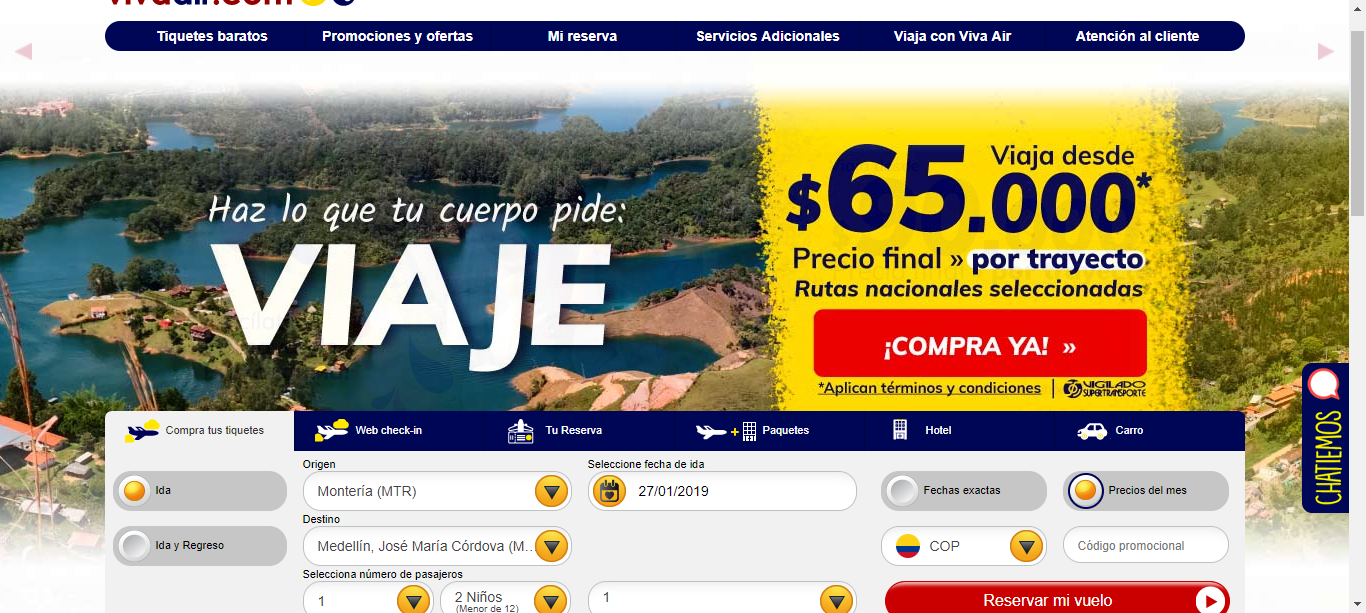 vivaair.com
Tiquetes baratos
Promociones y ofertas
Mi reserva
Servicios Adicionales
Viaja con Viva Air
Atención al cliente
Haz lo que tu cuerpo pide:
VIAJE
Viaja desde
$65.000*
Precio final » por trayecto
Rutas nacionales seleccionadas
¡COMPRA YA! »
*Aplican términos y condiciones | VIGILADO
SUPERTRANSPORTE
CHATIEMOS
Compra tus tiquetes
Web check-in
Tu Reserva
Paquetes
Hotel
Carro
Ida
Ida y Regreso
Origen
Montería (MTR)
Destino
Medellín, José María Córdova (M...
Selecciona número de pasajeros
1
2 Niños
(Menor de 12)
1
Seleccione fecha de ida
27/01/2019
Fechas exactas
Precios del mes
COP
Código promocional
Reservar mi vuelo